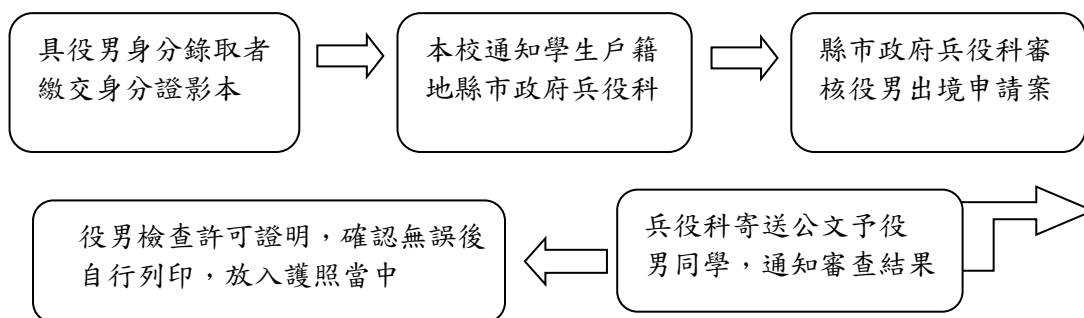 具役男身分錄取者
繳交身分證影本
本校通知學生戶籍
地縣市政府兵役科
縣市政府兵役科審
核役男出境申請案
兵役科寄送公文予役
男同學，通知審查結果
役男檢查許可證明，確認無誤後
自行列印，放入護照當中